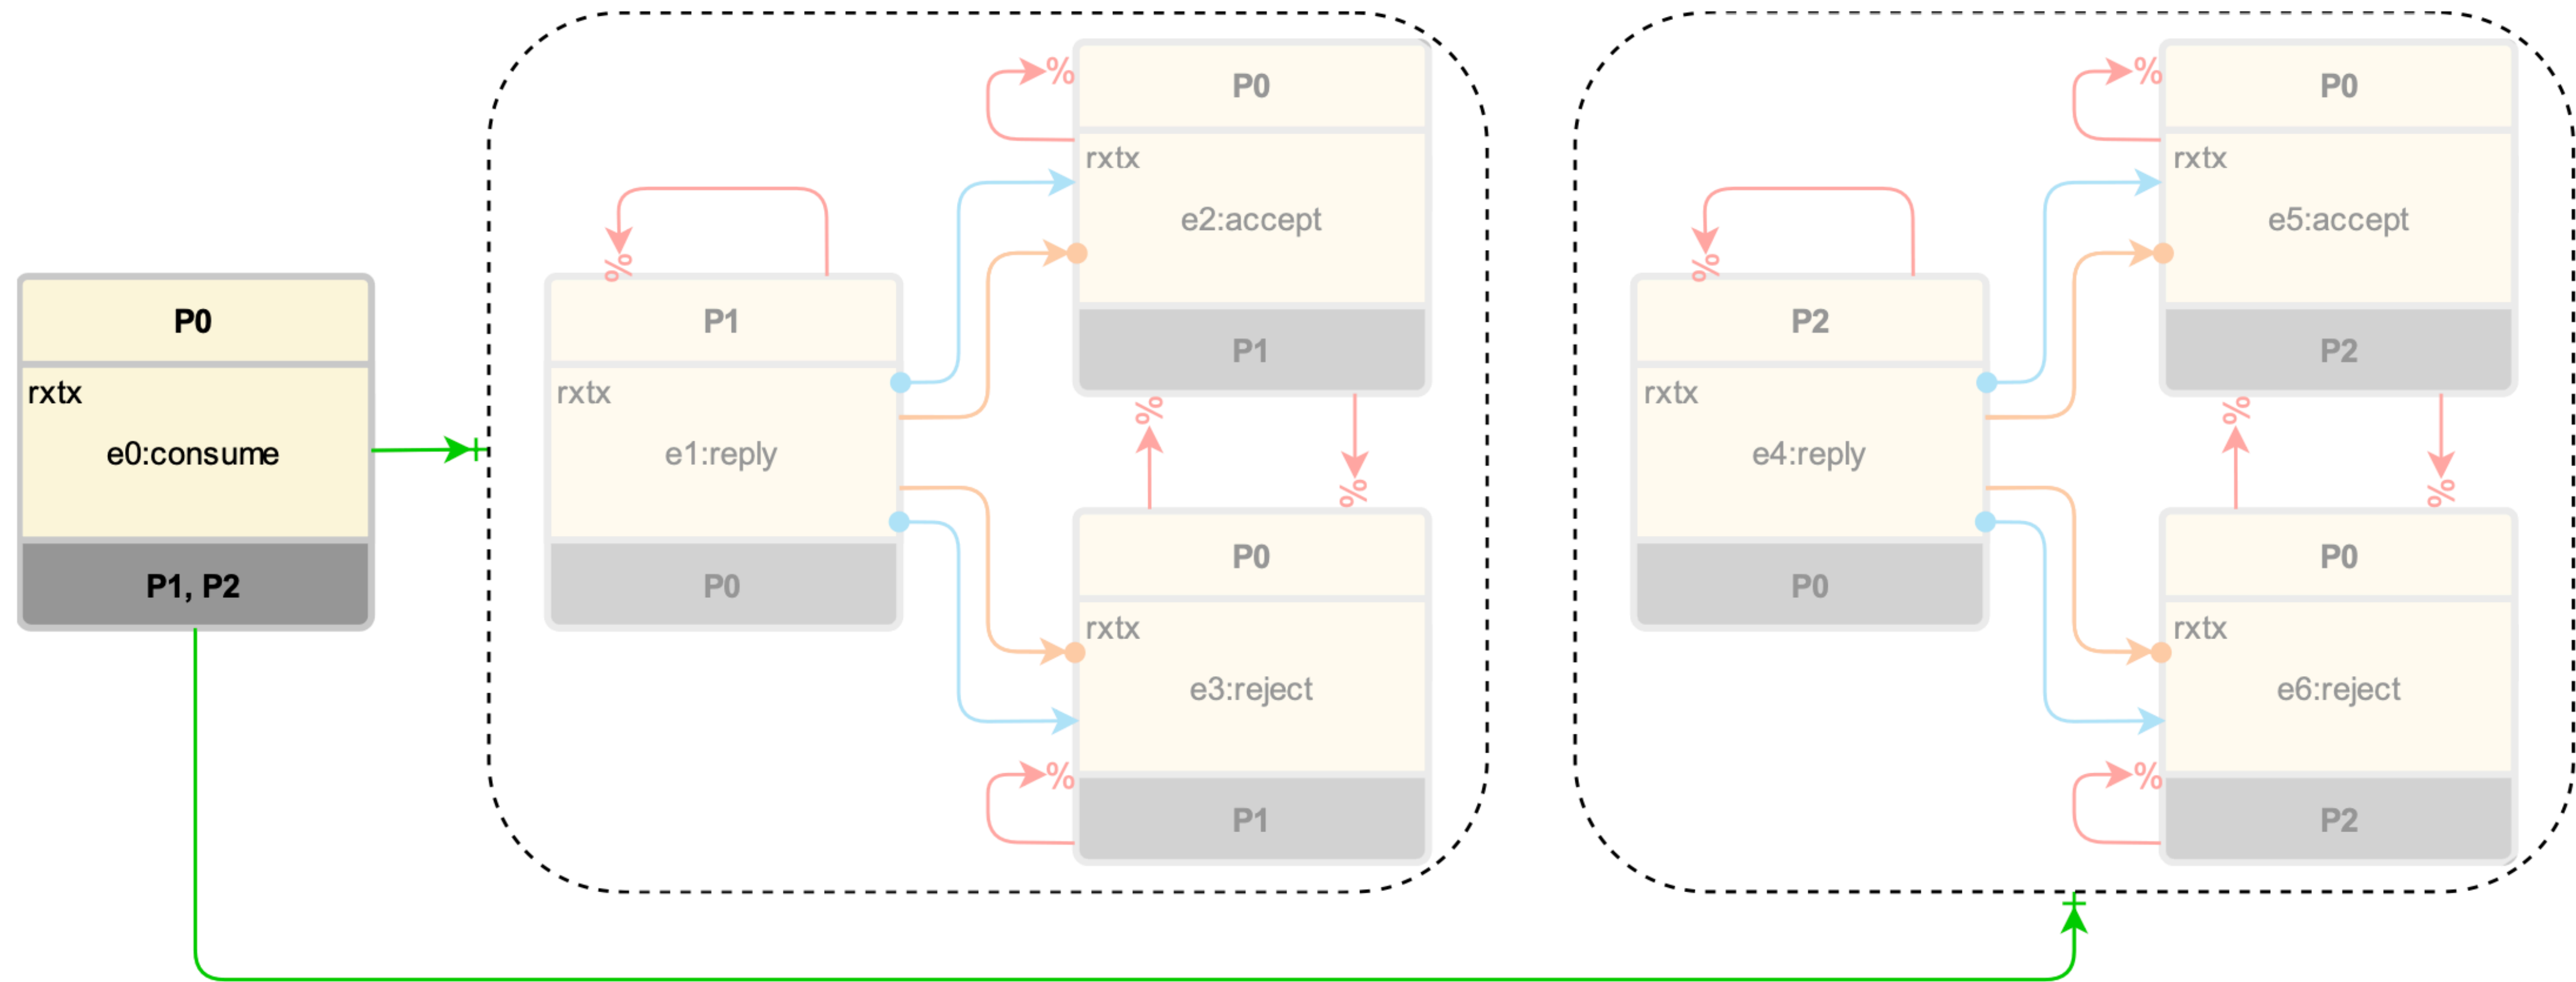 P0
rxtx
e0:consume
P1, P2
%
P1
rxtx
e1:reply
P0
%
P0
rxtx
e2:accept
P1
%
%
P0
rxtx
e3:reject
%
P1
%
P2
rxtx
e4:reply
P0
%
P0
rxtx
e5:accept
P2
%
%
P0
rxtx
e6:reject
%
P2